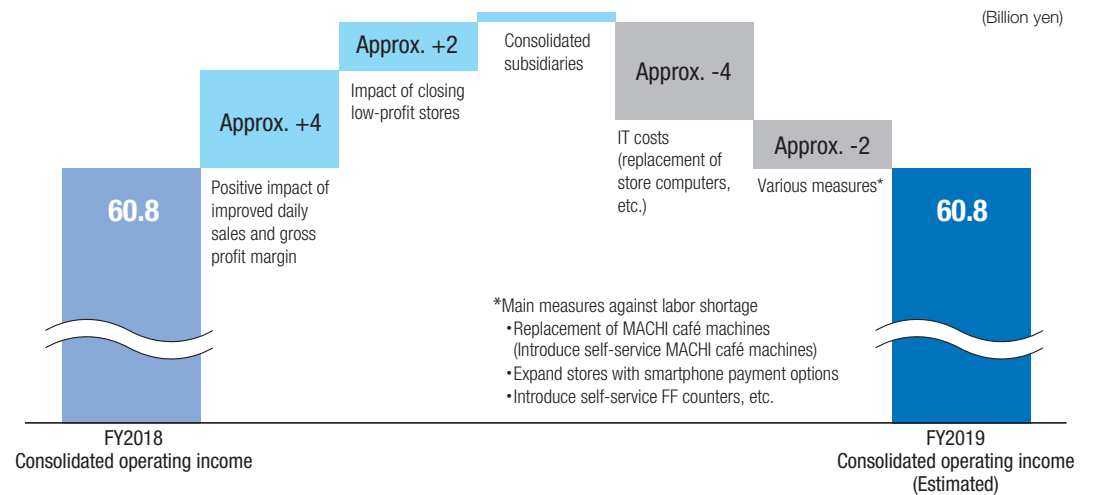 (Billion yen)
Approx. +2
Consolidated
subsidiaries
Approx. -4
Impact of closing
low-profit stores
Approx. +4
IT costs
(replacement of
store computers,
etc.)
Approx. -2
Various measures*
60.8
Positive impact of
improved daily
sales and gross
profit margin
60.8
*Main measures against labor shortage
•Replacement of MACHI café machines
(Introduce self-service MACHI café machines)
•Expand stores with smartphone payment options
•Introduce self-service FF counters, etc.
FY2018
Consolidated operating income
FY2019
Consolidated operating income
(Estimated)